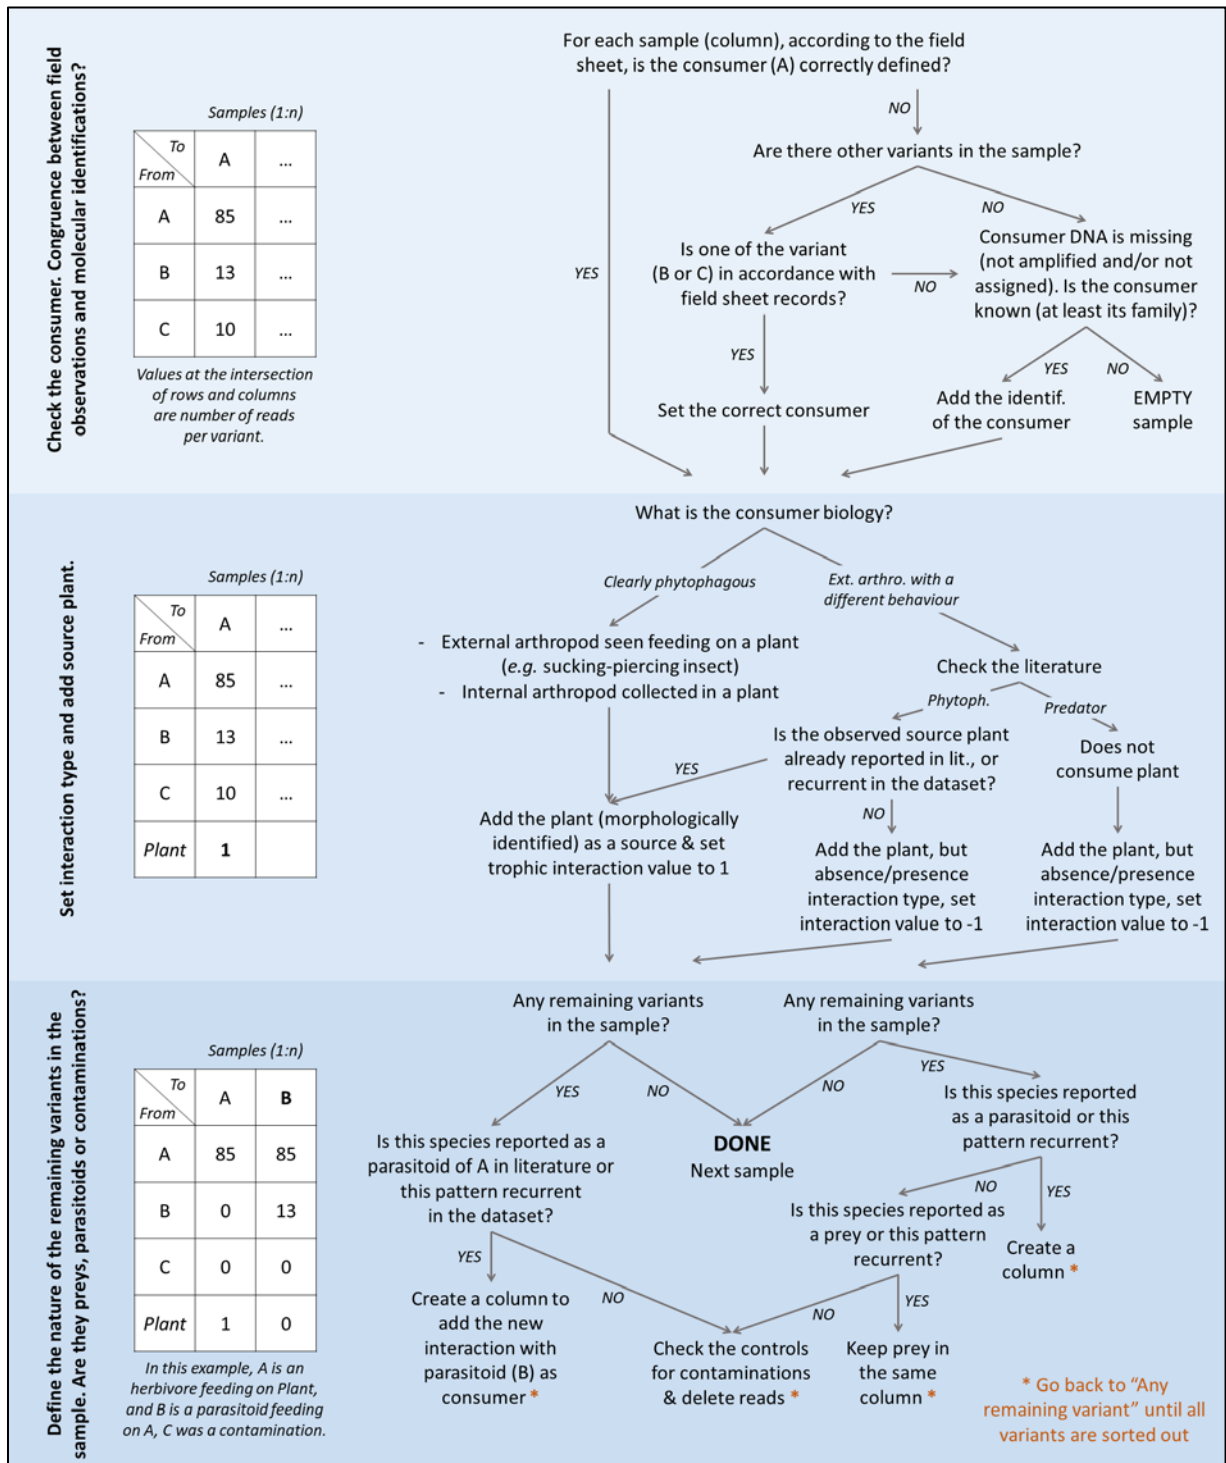 Check the consumer. Congruence between field
observations and molecular identifications?
Samples (1:n)
To
From
A
...
A
85
...
B
13
...
C
10
...
Values at the intersection
of rows and columns
are number of reads
per variant.
For each sample (column), according to the field
sheet, is the consumer (A) correctly defined?
NO
Are there other variants in the sample?
YES
NO
YES
Is one of the variant
(B or C) in accordance with
field sheet records?
NO
Consumer DNA is missing
(not amplified and/or not
assigned). Is the consumer
known (at least its family)?
YES
YES
NO
Set the correct consumer
Add the identif.
of the consumer
EMPTY
sample
Set interaction type and add source plant.
Samples (1:n)
To
From
A
...
A
85
...
B
13
...
C
10
...
Plant
1
What is the consumer biology?
Clearly phytophagous
Ext. arthro. with a
different behaviour
- External arthropod seen feeding on a plant
(e.g. sucking-piercing insect)
- Internal arthropod collected in a plant
Check the literature
Phytoph.
Predator
Is the observed source plant
already reported in lit., or
recurrent in the dataset?
Does not
consume plant
YES
NO
Add the plant (morphologically
identified) as a source & set
trophic interaction value to 1
Add the plant, but
absence/presence
interaction type, set
interaction value to -1
Add the plant, but
absence/presence
interaction type, set
interaction value to -1
Define the nature of the remaining variants in the
sample. Are they preys, parasitoids or contaminations?
Samples (1:n)
To
From
A
B
A
85
85
B
0
13
C
0
0
Plant
1
0
In this example, A is an
herbivore feeding on Plant,
and B is a parasitoid feeding
on A, C was a contamination.
Any remaining variants
in the sample?
Any remaining variants
in the sample?
YES
NO
NO
YES
Is this species reported as a
parasitoid of A in literature or
this pattern recurrent
in the dataset?
DONE
Next sample
Is this species reported
as a parasitoid or this
pattern recurrent?
NO
YES
Is this species reported as
a prey or this pattern
recurrent?
Create a
column *
YES
NO
NO
YES
Create a column to
add the new
interaction with
parasitoid (B) as
consumer *
Check the controls
for contaminations
& delete reads *
Keep prey in
the same
column *
* Go back to “Any
remaining variant” until all
variants are sorted out